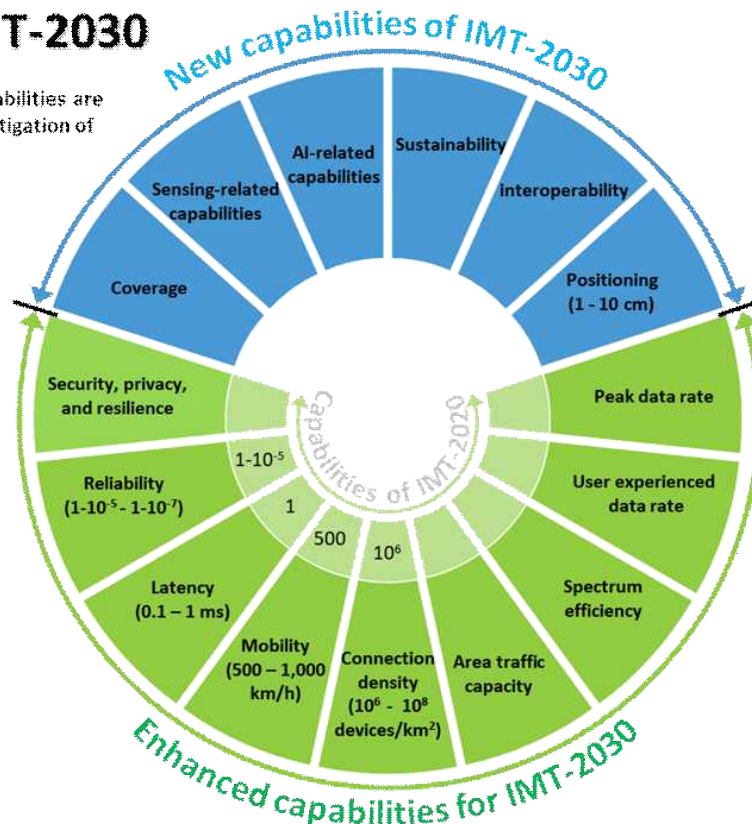 T-2030
abilities are
tigation of
New capabilities of IMT-2030
Coverage
Sensing-related
capabilities
AI-related
capabilities
Sustainability
interoperability
Positioning
(1 - 10 cm)
Security, privacy,
and resilience
Reliability
(1-10⁻⁵ - 1-10⁻⁷)
Latency
(0.1 – 1 ms)
Mobility
(500 – 1,000
km/h)
Connection
density
(10⁶ - 10⁸
devices/km²)
Area traffic
capacity
Spectrum
efficiency
User experienced
data rate
Peak data rate
1-10⁻⁵
1
500
10⁶
Capabilities of IMT-2020
Enhanced capabilities for IMT-2030